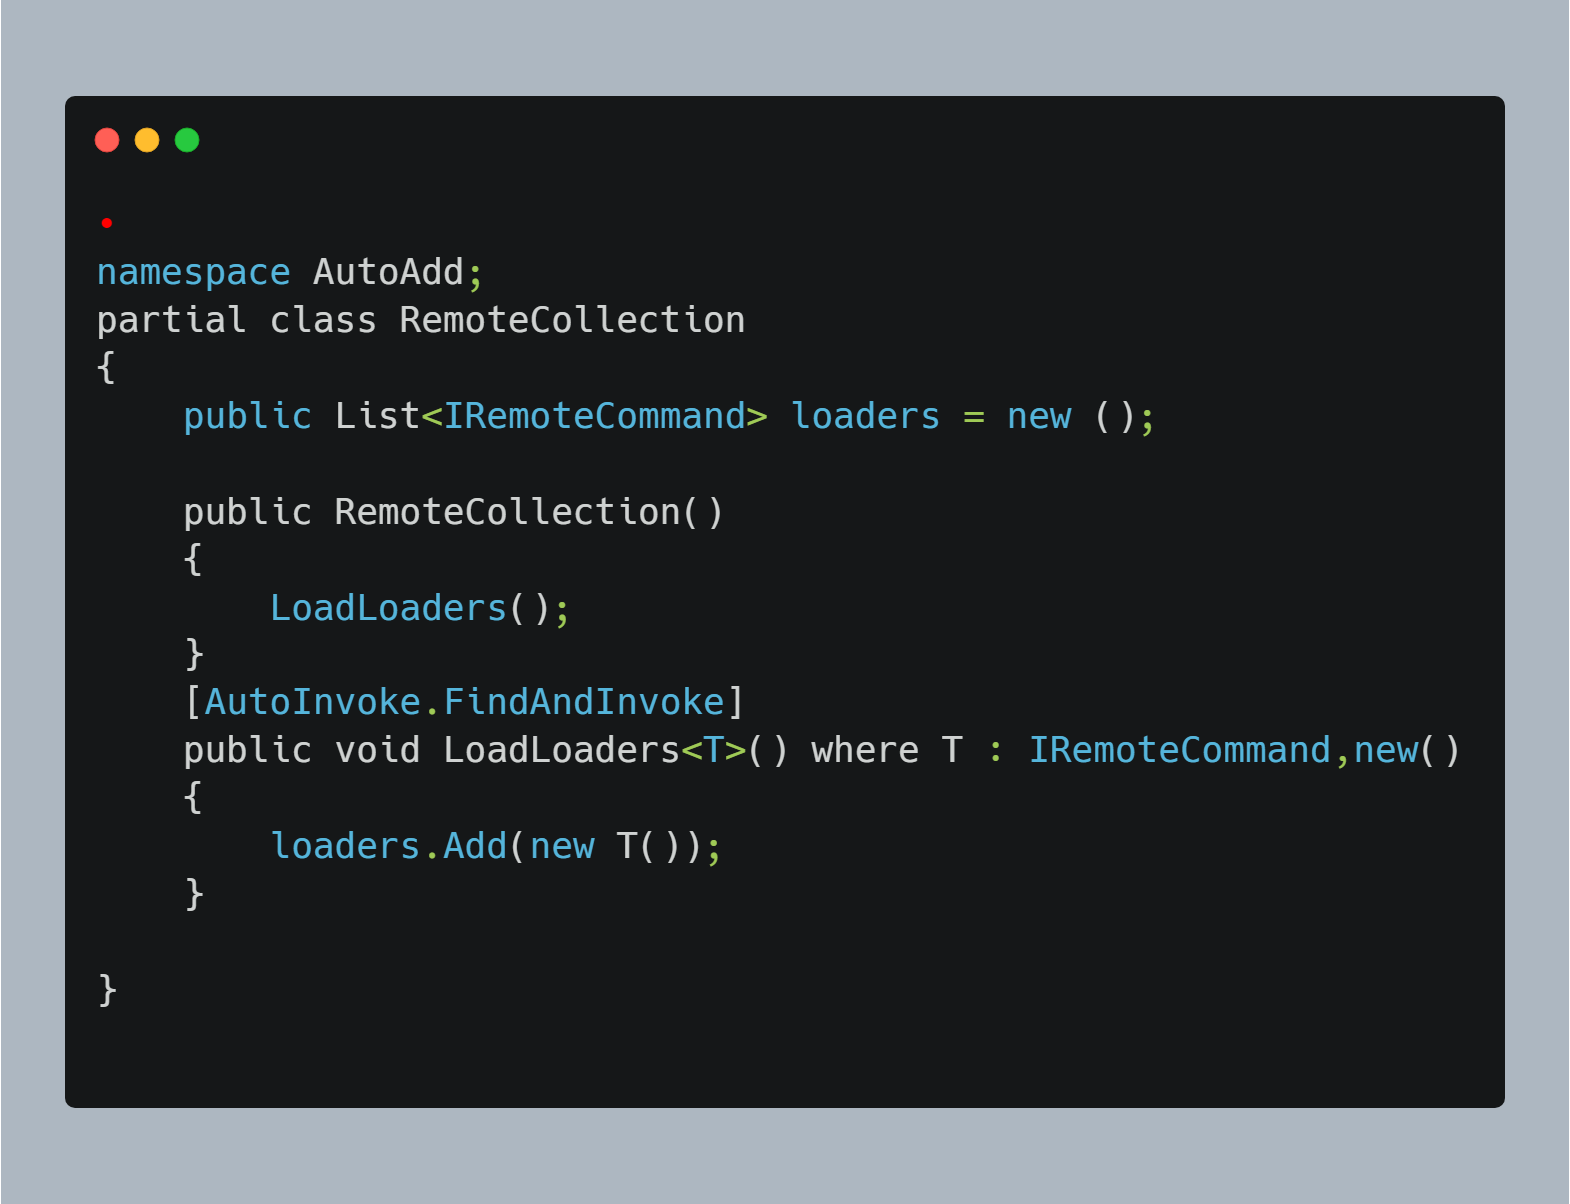 namespace AutoAdd;
partial class RemoteCollection
{
    public List<IRemoteCommand> loaders = new ();

    public RemoteCollection()
    {
        LoadLoaders();
    }
    [AutoInvoke.FindAndInvoke]
    public void LoadLoaders<T>() where T : IRemoteCommand,new()
    {
        loaders.Add(new T());
    }

}